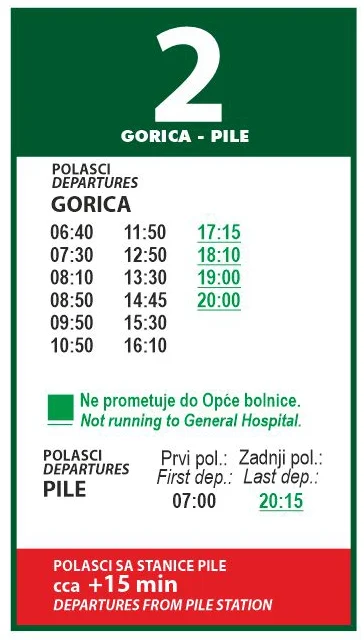 2
GORICA - PILE
POLASCI
DEPARTURES
GORICA
06:40 11:50 17:15
07:30 12:50 18:10
08:10 13:30 19:00
08:50 14:45 20:00
09:50 15:30
10:50 16:10
Ne prometuje do Opće bolnice.
Not running to General Hospital.
POLASCI Prvi pol.: Zadnji pol.:
DEPARTURES First dep.: Last dep.:
PILE 07:00 20:15
POLASCI SA STANICE PILE
cca +15 min
DEPARTURES FROM PILE STATION